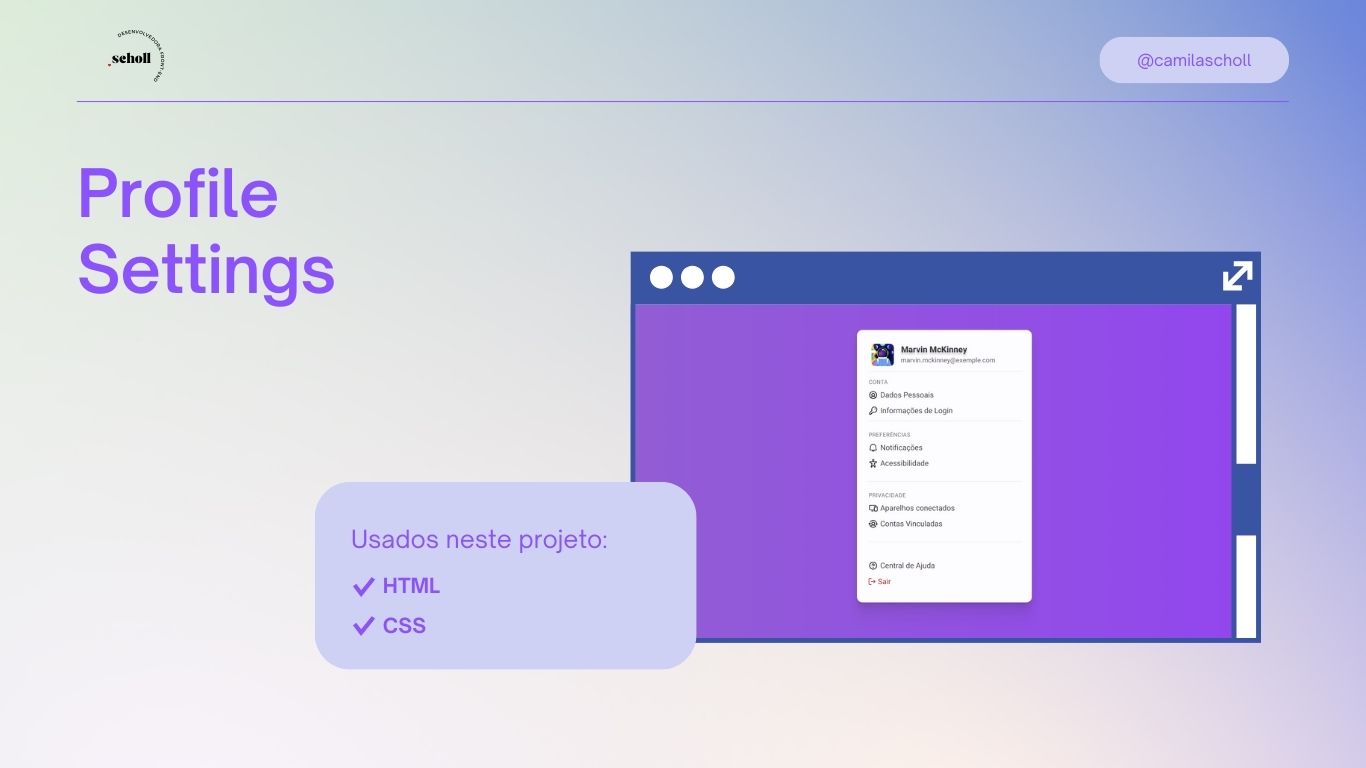 DESENVOLVEDORA FRONT-END
.scholl
@camilascholl
Profile
Settings
Marvin McKinney
marvin.mckinney@exemple.com
CONTA
Dados Pessoais
Informações de Login
PREFERÊNCIAS
Notificações
Acessibilidade
PRIVACIDADE
Aparelhos conectados
Contas Vinculadas
Central de Ajuda
Sair
Usados neste projeto:
HTML
CSS